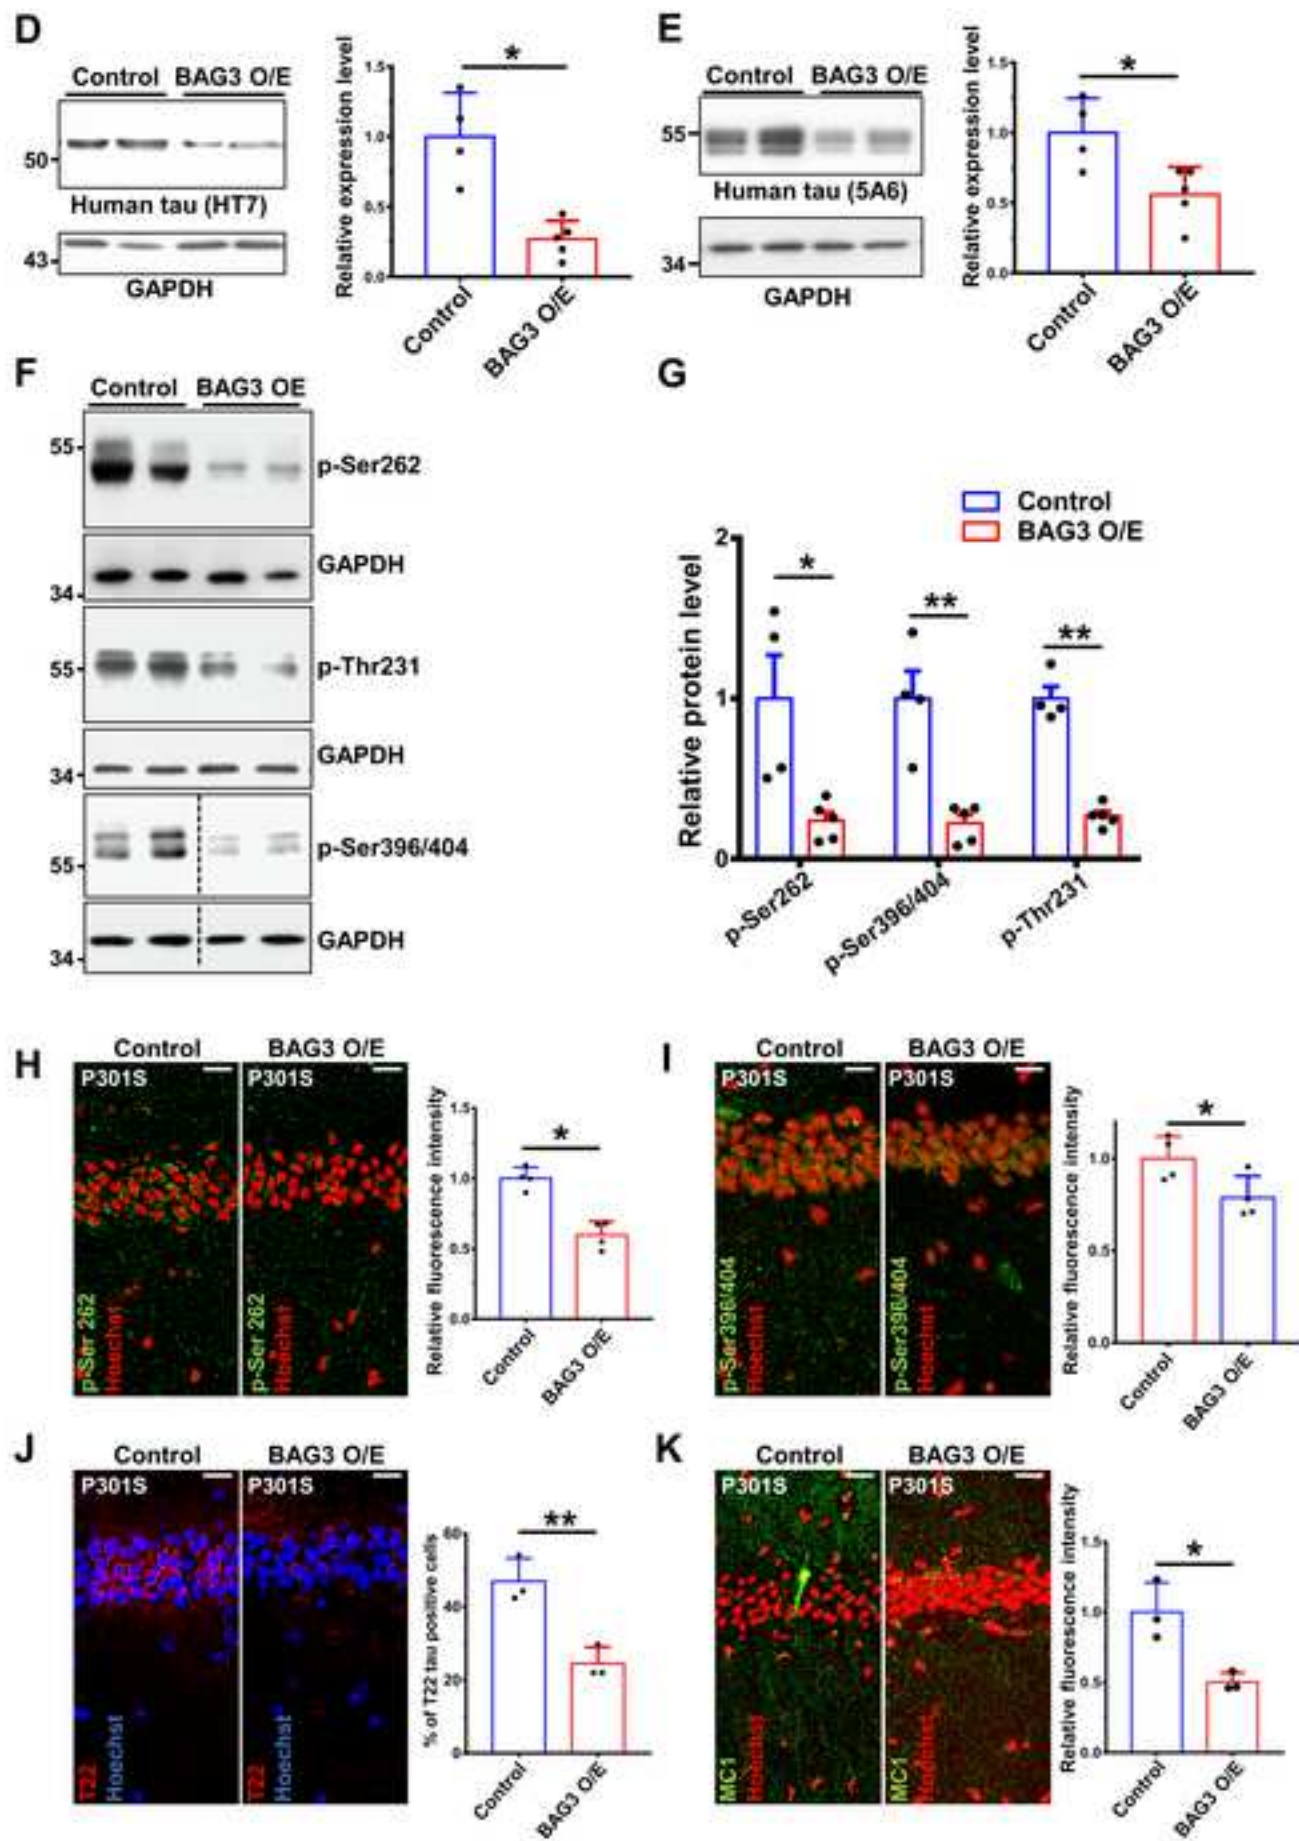 D
Control BAG3 O/E
50
Human tau (HT7)
43
GAPDH
Relative expression level
1.5
1.0
0.5
0.0
*
Control
BAG3 O/E
E
Control BAG3 O/E
55
Human tau (5A6)
34
GAPDH
Relative expression level
1.5
1.0
0.5
0.0
*
Control
BAG3 O/E
F
Control BAG3 OE
55
p-Ser262
GAPDH
34
p-Thr231
55
GAPDH
34
p-Ser396/404
55
GAPDH
34
G
Control
BAG3 O/E
Relative protein level
2
1
0
*
**
**
p-Ser262
p-Ser396/404
p-Thr231
H
Control BAG3 O/E
P301S P301S
p-Ser 262
Hoechst
p-Ser 262
Hoechst
Relative fluorescence intensity
1.5
1.0
0.5
0.0
*
Control
BAG3 O/E
I
Control BAG3 O/E
P301S P301S
p-Ser396/404
Hoechst
p-Ser396/404
Hoechst
Relative fluorescence intensity
1.0
0.5
0.0
*
Control
BAG3 O/E
J
Control BAG3 O/E
P301S P301S
T22
Hoechst
T22
Hoechst
% of T22 tau positive cells
60
40
20
0
**
Control
BAG3 O/E
K
Control BAG3 O/E
P301S P301S
MC1
Hoechst
MC1
Hoechst
Relative fluorescence intensity
1.5
1.0
0.5
0.0
*
Control
BAG3 O/E